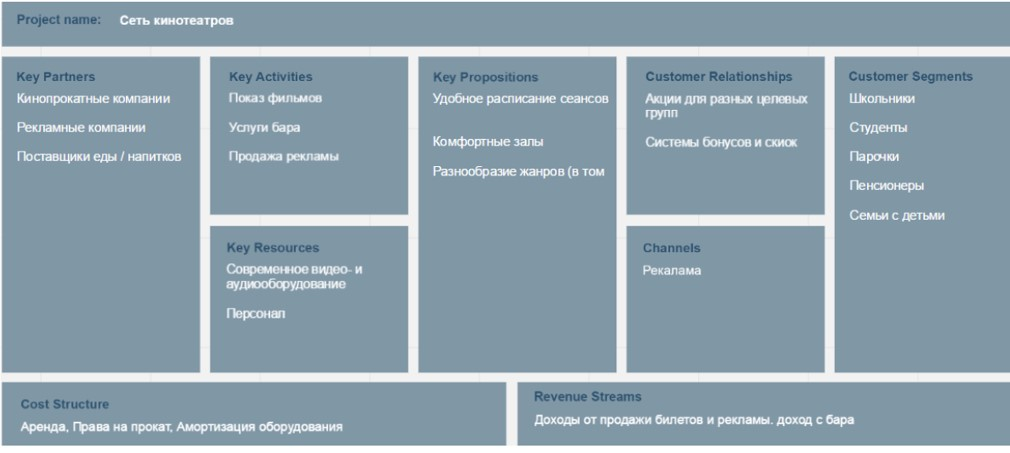 Project name: Сеть кинотеатров
Key Partners
Кинопрокатные компании
Рекламные компании
Поставщики еды / напитков
Key Activities
Показ фильмов
Услуги бара
Продажа рекламы
Key Resources
Современное видео- и
аудиооборудование
Персонал
Key Propositions
Удобное расписание сеансов
Комфортные залы
Разнообразие жанров (в том
Customer Relationships
Акции для разных целевых
групп
Системы бонусов и скиок
Channels
Рекалама
Customer Segments
Школьники
Студенты
Парочки
Пенсионеры
Семьи с детьми
Cost Structure
Аренда, Права на прокат, Амортизация оборудования
Revenue Streams
Доходы от продажи билетов и рекламы. доход с бара